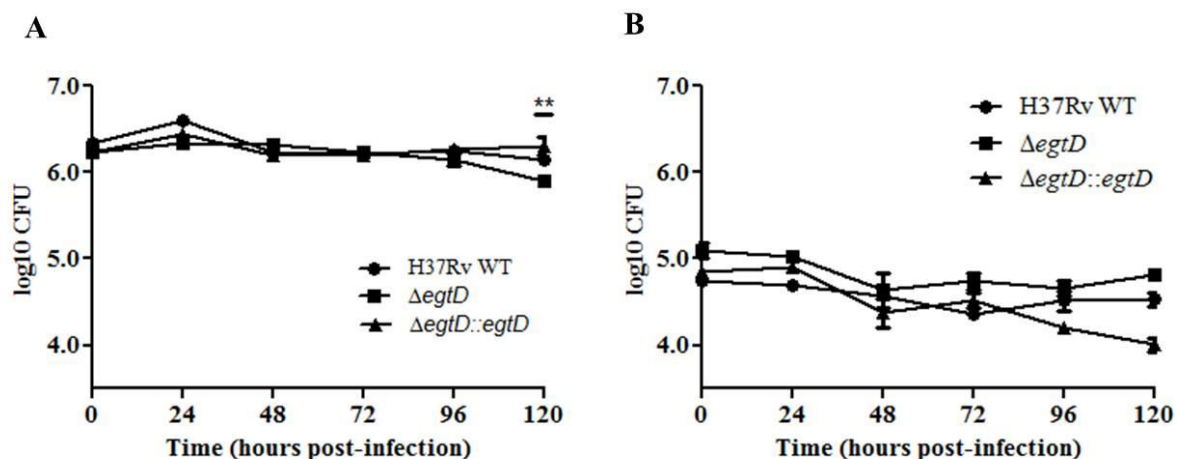 A
7.0
6.0
5.0
4.0
log10 CFU
**
H37Rv WT
ΔegtD
ΔegtD::egtD
0 24 48 72 96 120
Time (hours post-infection)
B
7.0
6.0
5.0
4.0
log10 CFU
H37Rv WT
ΔegtD
ΔegtD::egtD
0 24 48 72 96 120
Time (hours post-infection)